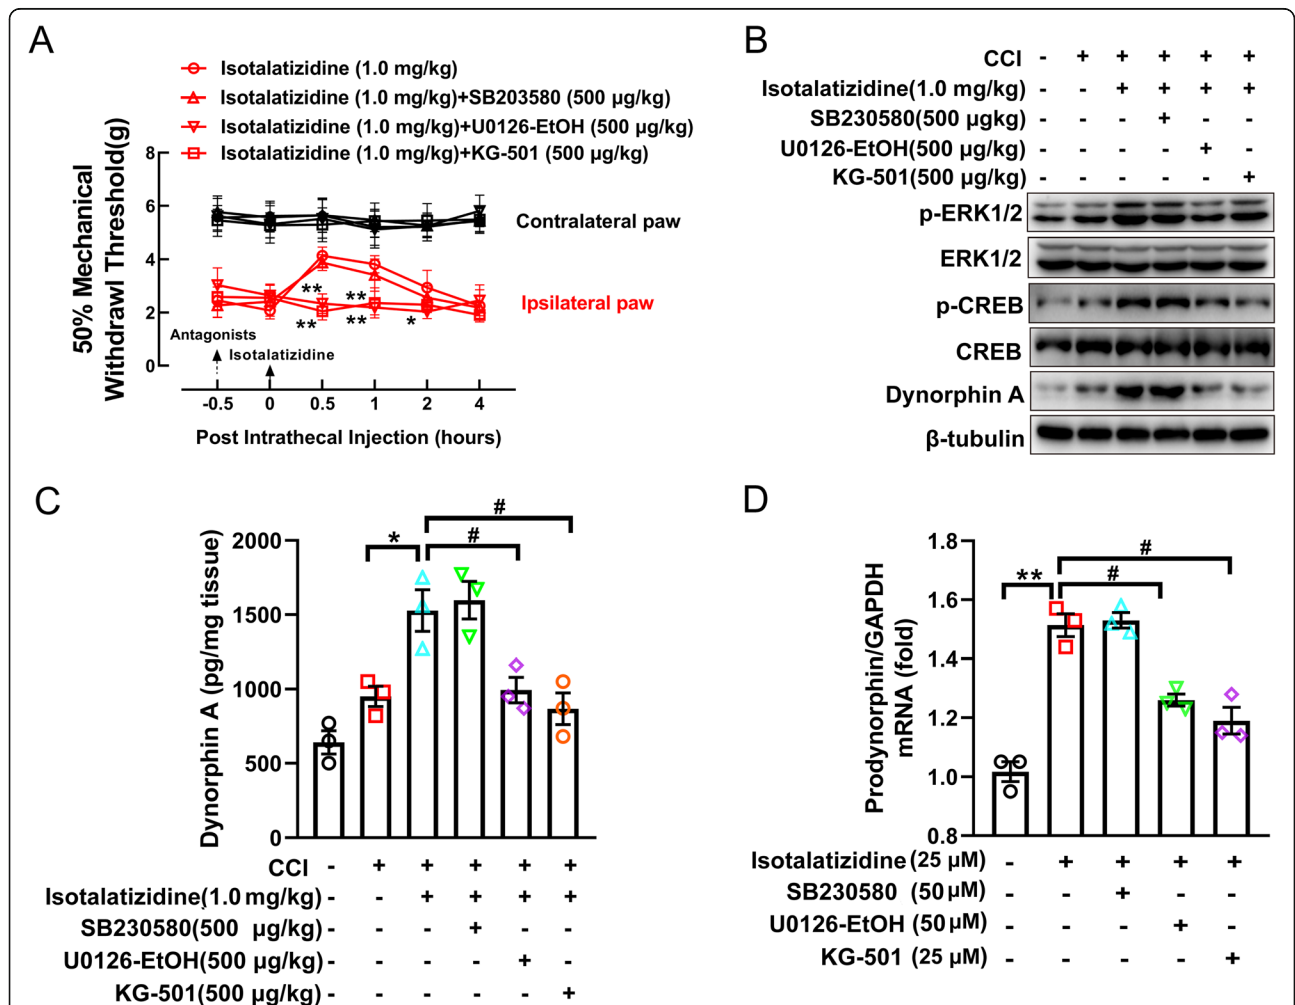 A
Isotalatizidine (1.0 mg/kg)
Isotalatizidine (1.0 mg/kg)+SB203580 (500 µg/kg)
Isotalatizidine (1.0 mg/kg)+U0126-EtOH (500 µg/kg)
Isotalatizidine (1.0 mg/kg)+KG-501 (500 µg/kg)
50% Mechanical
Withdrawl Threshold(g)
8
6
4
2
0
Contralateral paw
Ipsilateral paw
** **
** ** *
Antagonists
Isotalatizidine
-0.5 0 0.5 1 2 4
Post Intrathecal Injection (hours)
B
CCI - + + + + +
Isotalatizidine(1.0 mg/kg) - - + + + +
SB230580(500 µgkg) - - - + - -
U0126-EtOH(500 µg/kg) - - - - + -
KG-501(500 µg/kg) - - - - - +
p-ERK1/2
ERK1/2
p-CREB
CREB
Dynorphin A
β-tubulin
C
Dynorphin A (pg/mg tissue)
2000
1500
1000
500
0
#
* #
CCI - + + + + +
Isotalatizidine(1.0 mg/kg) - - + + + +
SB230580(500 µg/kg) - - - + - -
U0126-EtOH(500 µg/kg) - - - - + -
KG-501(500 µg/kg) - - - - - +
D
Prodynorphin/GAPDH
mRNA (fold)
1.8
1.6
1.4
1.2
1.0
0.8
#
** #
Isotalatizidine (25 µM) - + + + +
SB230580 (50 µM) - - + - -
U0126-EtOH (50 µM) - - - + -
KG-501 (25 µM) - - - - +